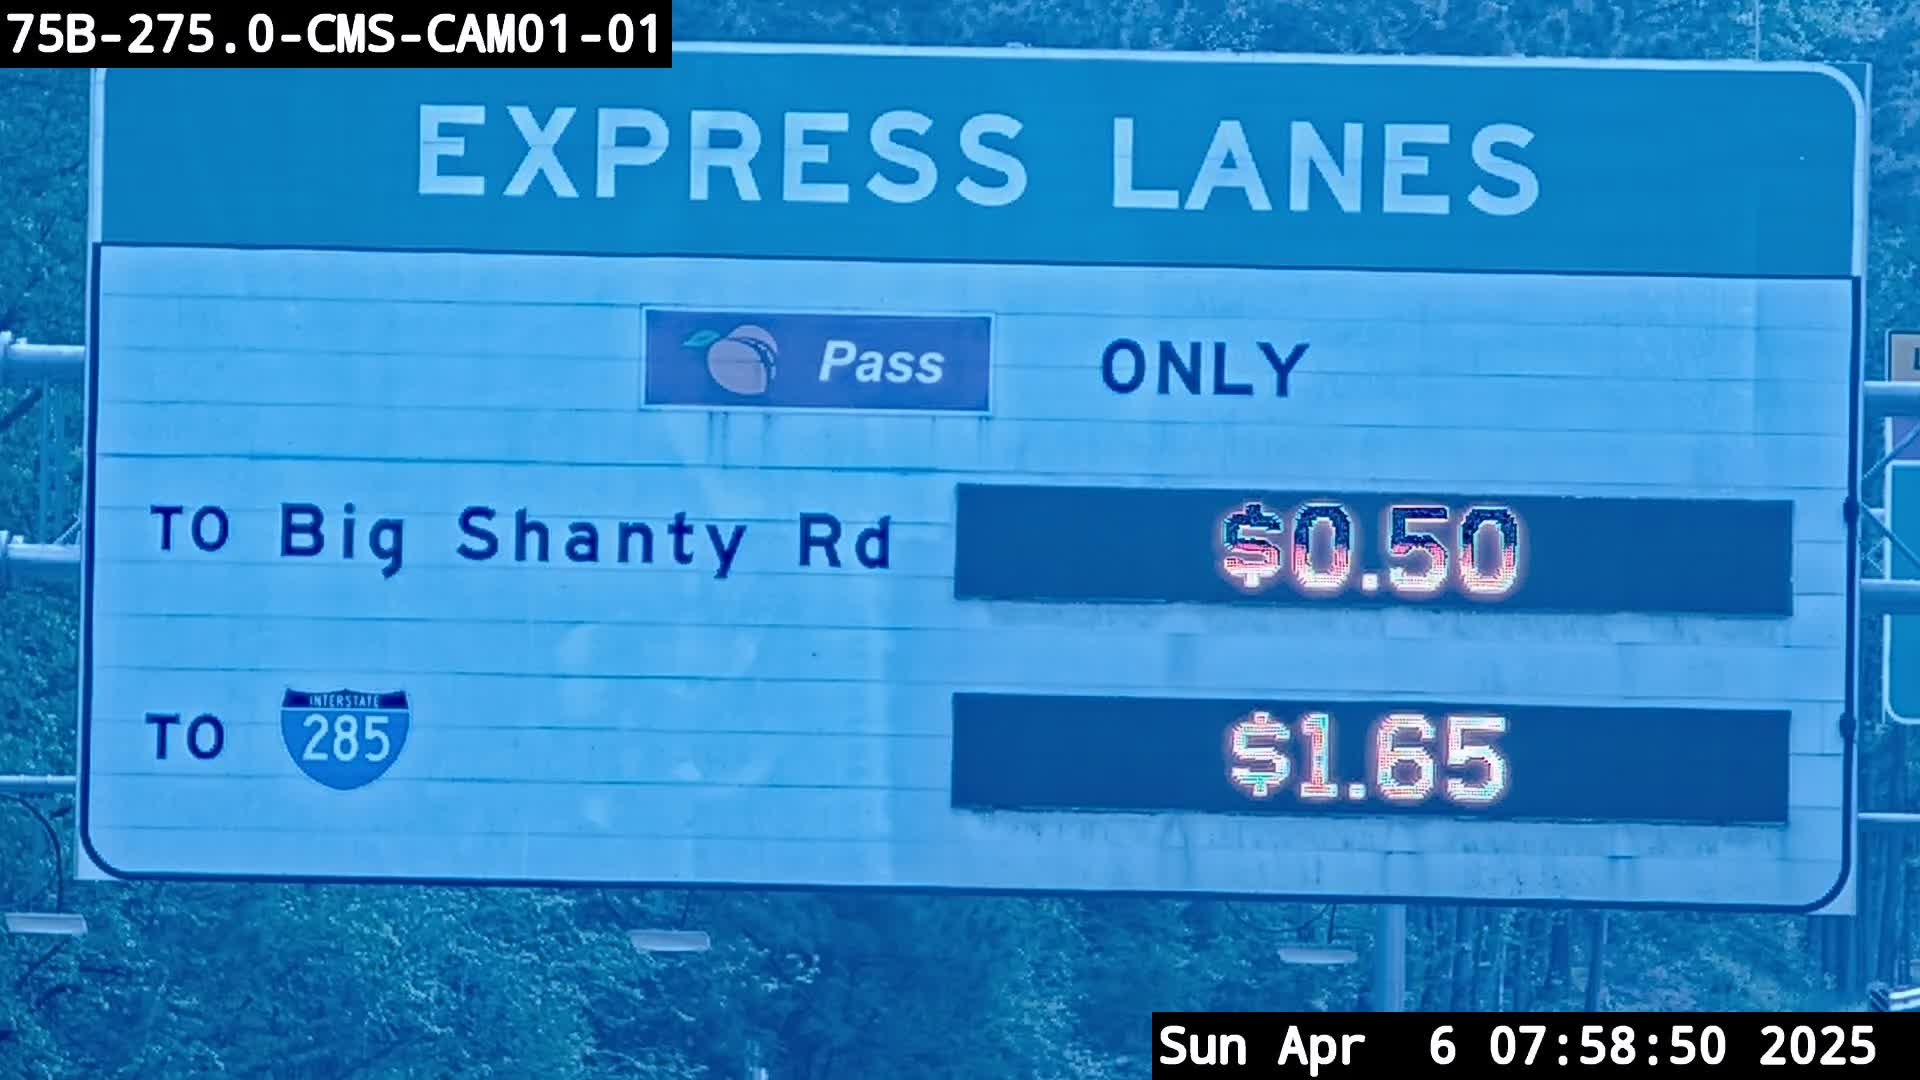 75B-275.0-CMS-CAM01-01
EXPRESS LANES
Pass ONLY
TO Big Shanty Rd $0.50
TO INTERSTATE 285 $1.65
Sun Apr 6 07:58:50 2025